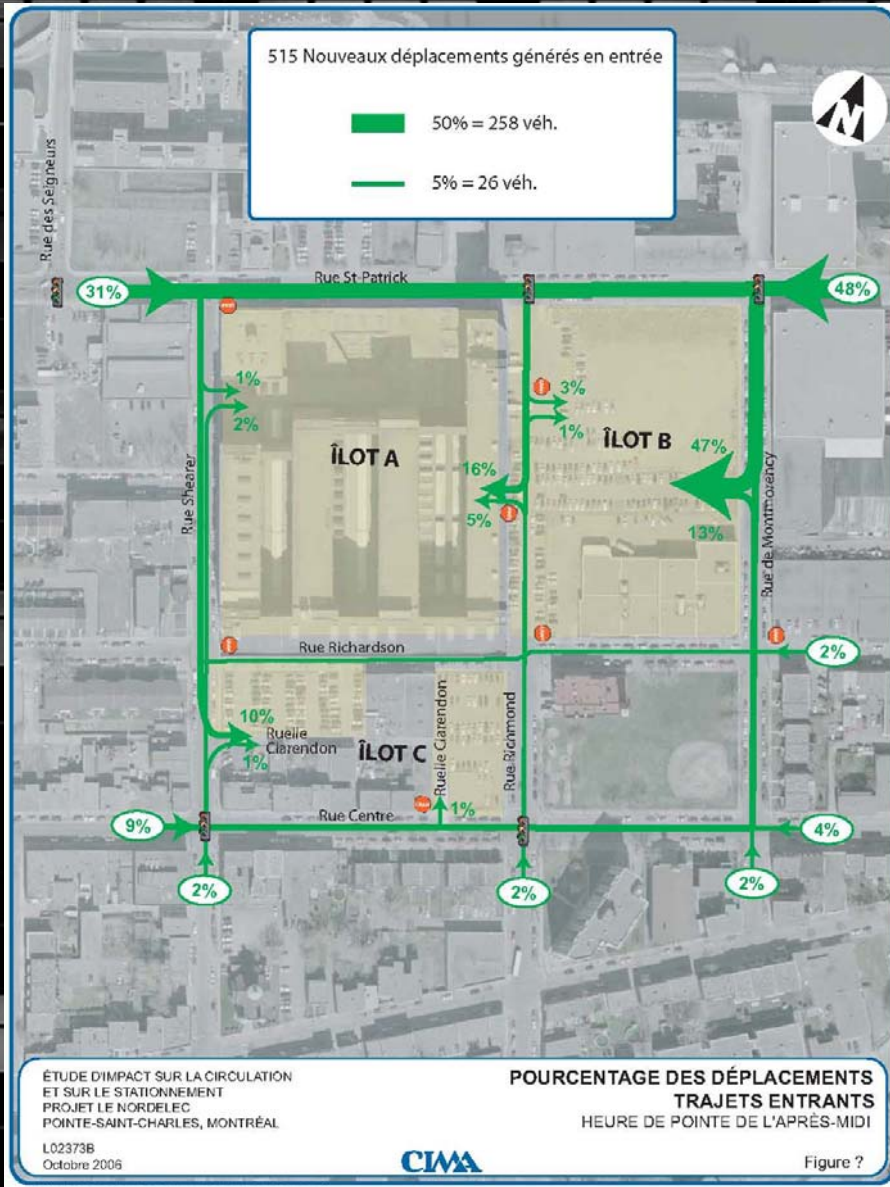 515 Nouveaux déplacements générés en entrée
50% = 258 véh.
5% = 26 véh.
N
Rue des Seigneurs
Rue St-Patrick
31%
48%
1%
2%
3%
1%
ÎLOT A
ÎLOT B
47%
16%
5%
13%
Rue Shearer
Rue de Montmorency
Rue Richardson
2%
10%
Ruelle
Clarendon
1%
ÎLOT C
Ruelle Clarendon
Rue Richmond
1%
9%
Rue Centre
4%
2%
2%
2%
ÉTUDE D'IMPACT SUR LA CIRCULATION
ET SUR LE STATIONNEMENT
PROJET LE NORDELEC
POINTE-SAINT-CHARLES, MONTRÉAL
L02373B
Octobre 2006
CIMA
POURCENTAGE DES DÉPLACEMENTS
TRAJETS ENTRANTS
HEURE DE POINTE DE L'APRÈS-MIDI
Figure ?